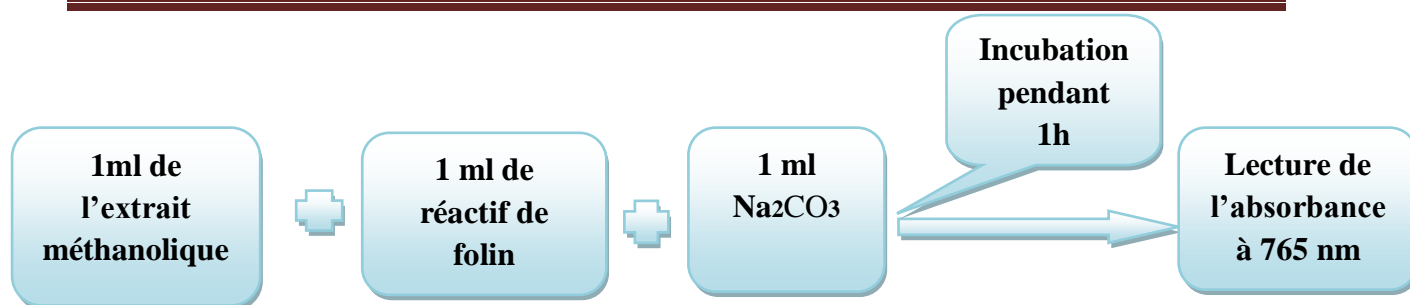 1ml de
l’extrait
méthanolique
1 ml de
réactif de
folin
1 ml
Na2CO3
Incubation
pendant
1h
Lecture de
l’absorbance
à 765 nm